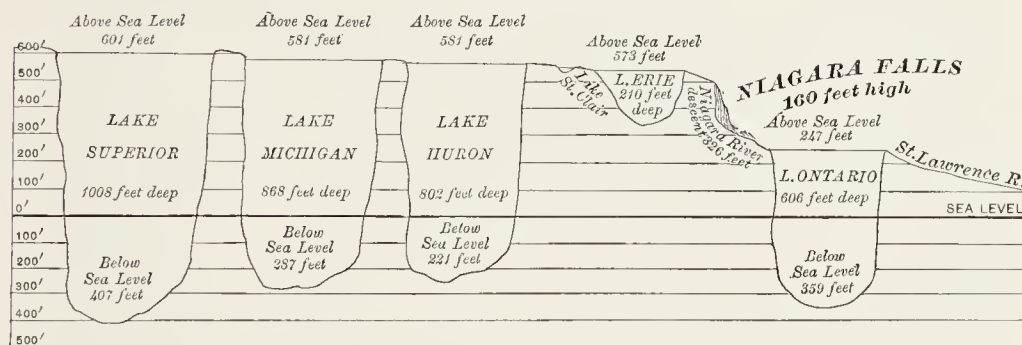 Above Sea Level
601 feet
Above Sea Level
581 feet
Above Sea Level
581 feet
Above Sea Level
573 feet
NIAGARA FALLS
160 feet high
Above Sea Level
247 feet
600'
500'
400'
300'
200'
100'
0'
100'
200'
300'
400'
500'
LAKE
SUPERIOR
1008 feet deep
Below
Sea Level
407 feet
LAKE
MICHIGAN
868 feet deep
Below
Sea Level
287 feet
LAKE
HURON
802 feet deep
Below
Sea Level
221 feet
Lake
St. Clair
L. ERIE
210 feet
deep
Niagara River
descent 326 feet
L. ONTARIO
606 feet deep
Below
Sea Level
359 feet
St. Lawrence R.
SEA LEVEL